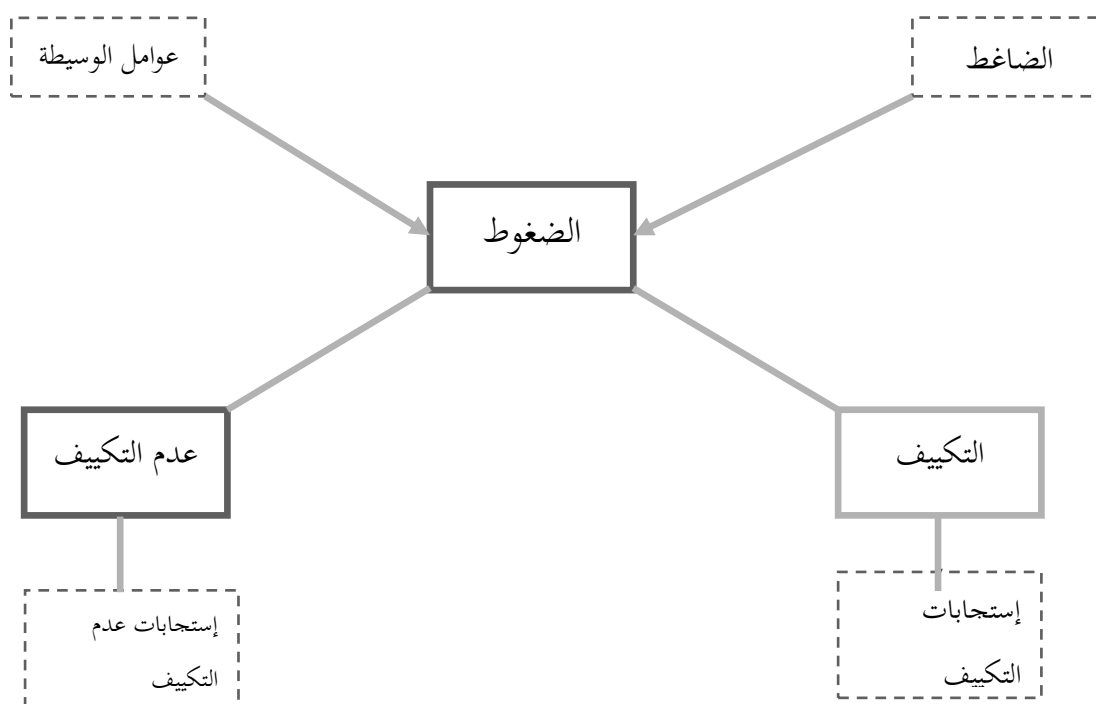 الضاغط
عوامل الوسيطة
الضغوط
التكييف
عدم التكييف
إستجابات
التكييف
إستجابات عدم
التكييف